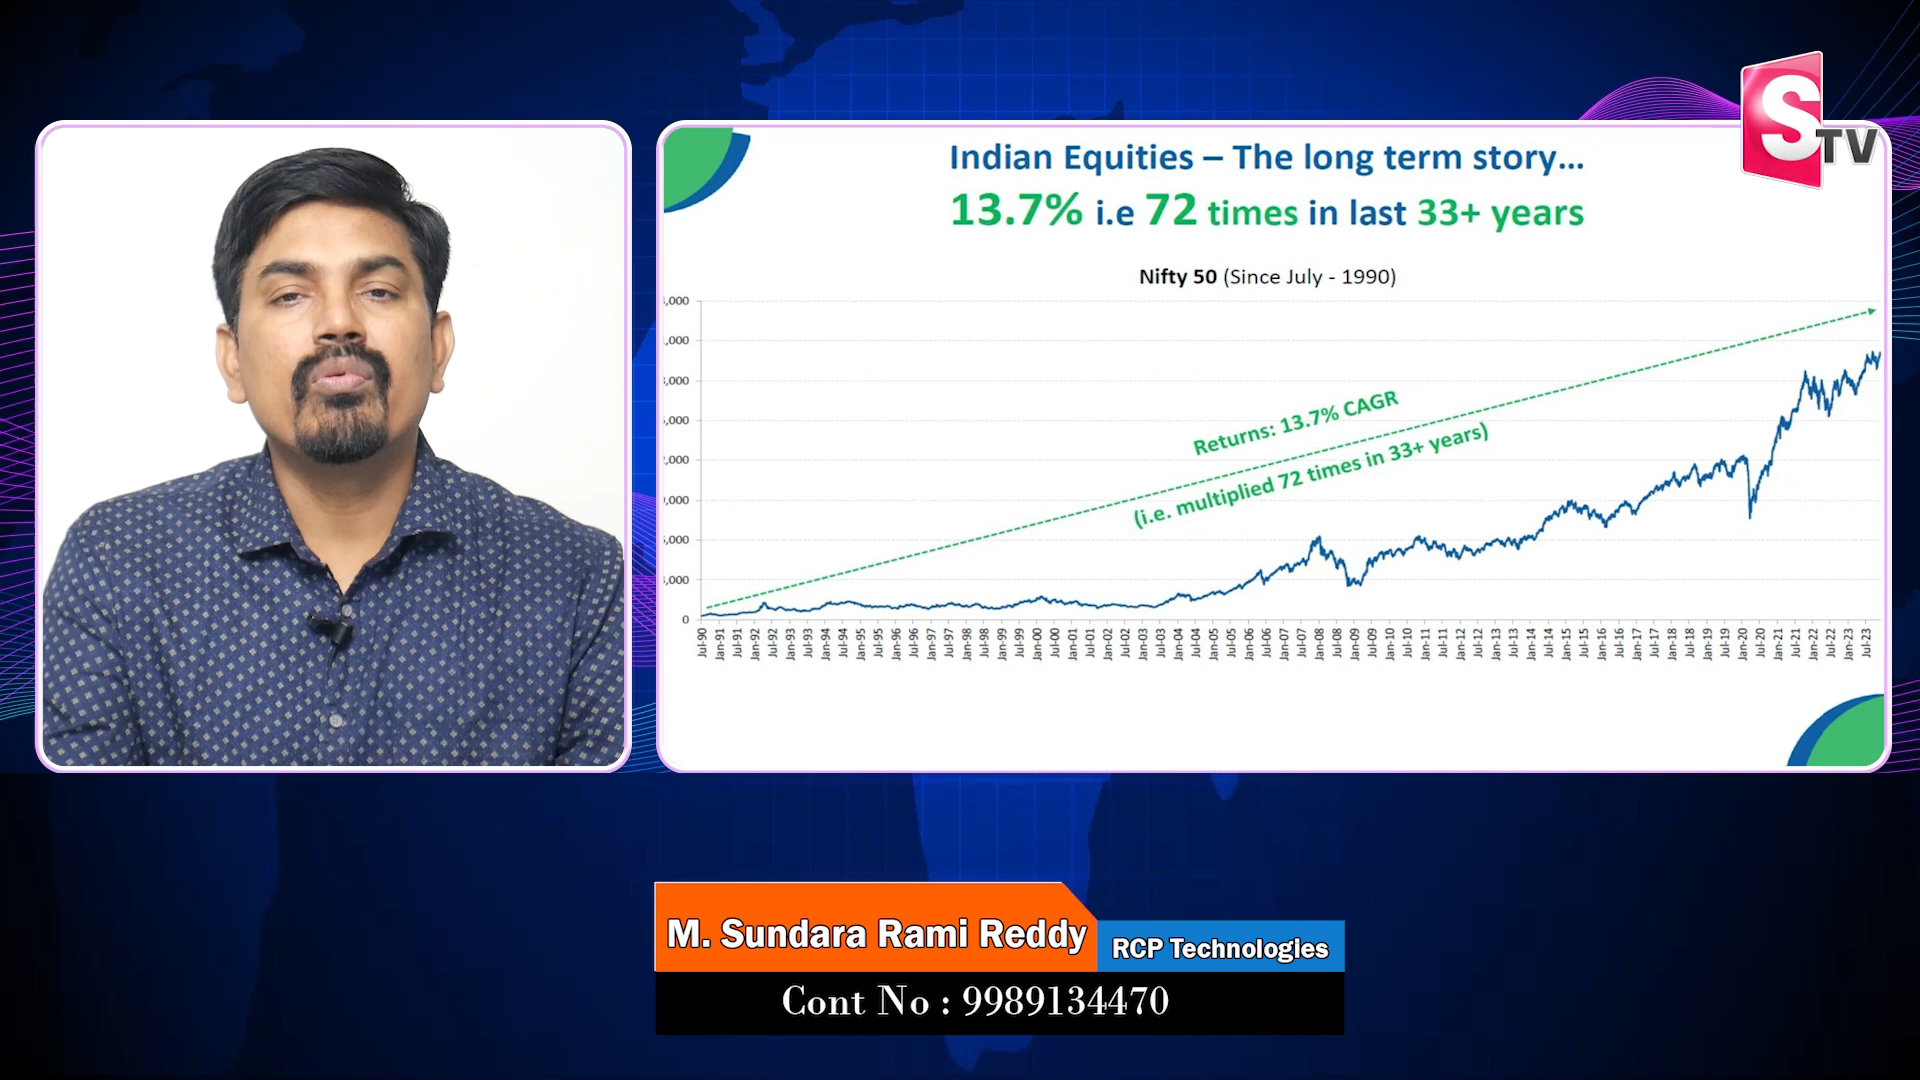 STV
Indian Equities – The long term story...
13.7% i.e 72 times in last 33+ years
Nifty 50 (Since July - 1990)
,000
,000
,000
,000
,000
,000
,000
,000
0
Returns: 13.7% CAGR
(i.e. multiplied 72 times in 33+ years)
Jul-90 Jan-91 Jul-91 Jan-92 Jul-92 Jan-93 Jul-93 Jan-94 Jul-94 Jan-95 Jul-95 Jan-96 Jul-96 Jan-97 Jul-97 Jan-98 Jul-98 Jan-99 Jul-99 Jan-00 Jul-00 Jan-01 Jul-01 Jan-02 Jul-02 Jan-03 Jul-03 Jan-04 Jul-04 Jan-05 Jul-05 Jan-06 Jul-06 Jan-07 Jul-07 Jan-08 Jul-08 Jan-09 Jul-09 Jan-10 Jul-10 Jan-11 Jul-11 Jan-12 Jul-12 Jan-13 Jul-13 Jan-14 Jul-14 Jan-15 Jul-15 Jan-16 Jul-16 Jan-17 Jul-17 Jan-18 Jul-18 Jan-19 Jul-19 Jan-20 Jul-20 Jan-21 Jul-21 Jan-22 Jul-22 Jan-23 Jul-23
M. Sundara Rami Reddy
RCP Technologies
Cont No : 9989134470